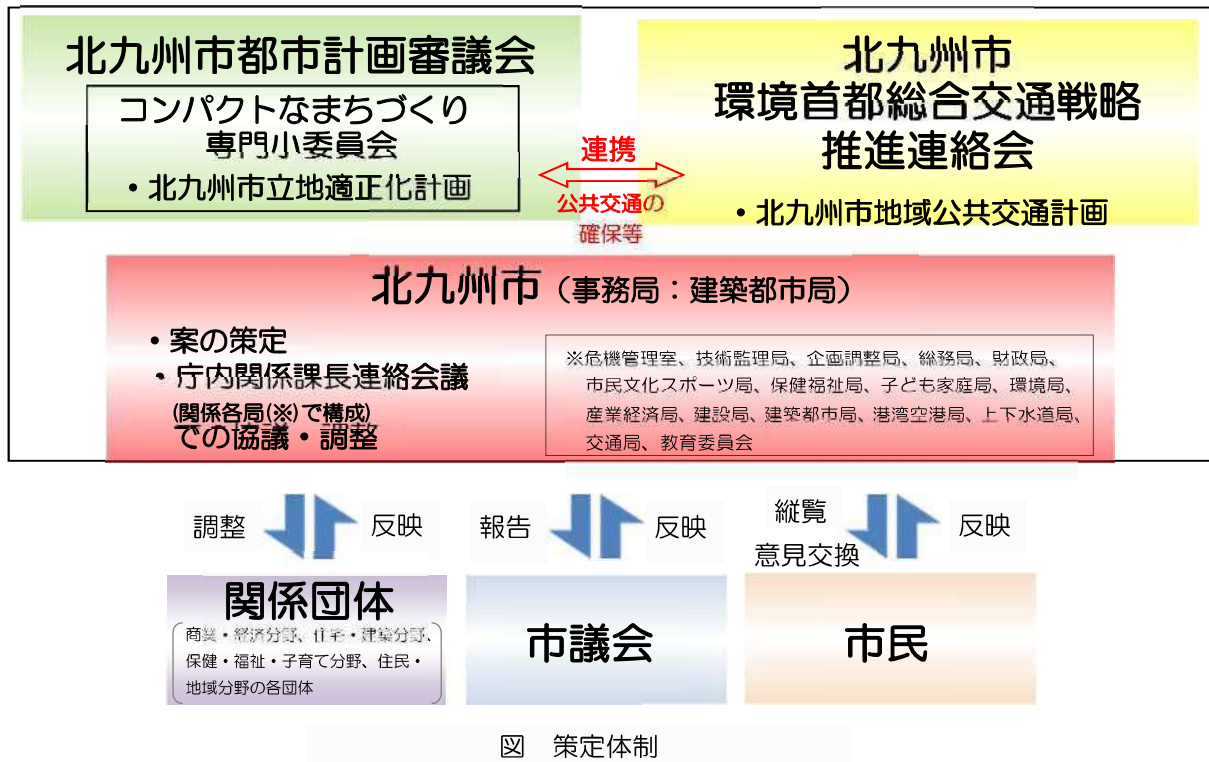 北九州市都市計画審議会
コンパクトなまちづくり
専門小委員会
・北九州市立地適正化計画
連携
公共交通の
確保等
北九州市
環境首都総合交通戦略
推進連絡会
・北九州市地域公共交通計画
北九州市（事務局：建築都市局）
・案の策定
・庁内関係課長連絡会議
(関係各局(※)で構成)
での協議・調整
※危機管理室、技術監理局、企画調整局、総務局、財政局、
市民文化スポーツ局、保健福祉局、子ども家庭局、環境局、
産業経済局、建設局、建築都市局、港湾空港局、上下水道局、
交通局、教育委員会
調整
反映
報告
反映
縦覧
意見交換
反映
関係団体
商業・経済分野、住宅・建築分野、
保健・福祉・子育て分野、住民・
地域分野の各団体
市議会
市民
図　策定体制